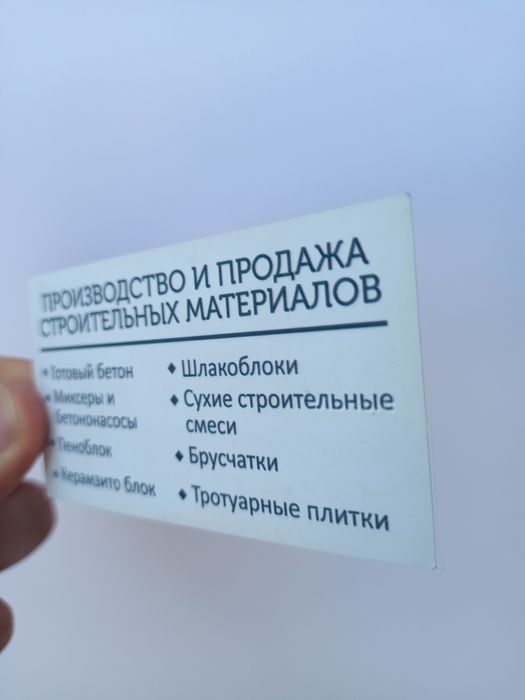 ПРОИЗВОДСТВО И ПРОДАЖА
СТРОИТЕЛЬНЫХ МАТЕРИАЛОВ
Готовый бетон
Миксеры и
бетононасосы
Пеноблок
Керамзито блок
Шлакоблоки
Сухие строительные
смеси
Брусчатки
Тротуарные плитки